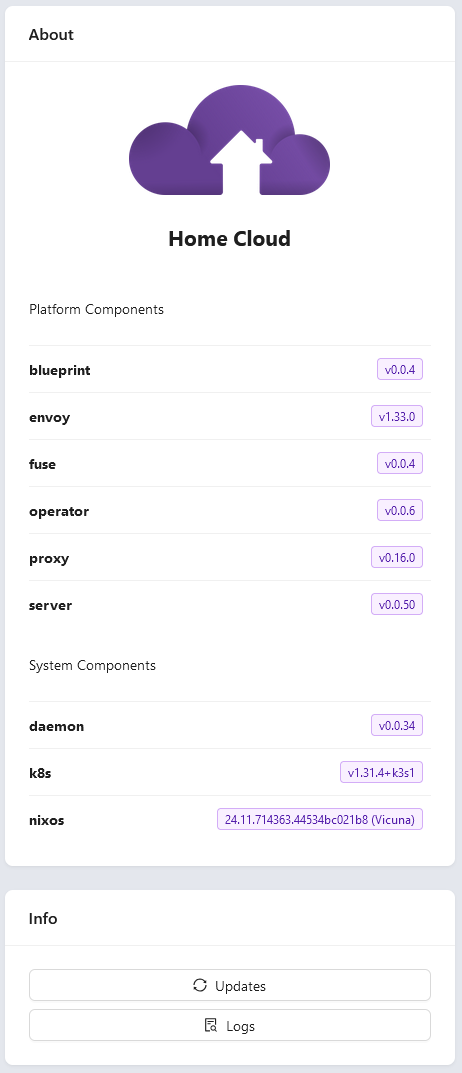 About
Home Cloud
Platform Components
blueprint v0.0.4
envoy v1.33.0
fuse v0.0.4
operator v0.0.6
proxy v0.16.0
server v0.0.50
System Components
daemon v0.0.34
k8s v1.31.4+k3s1
nixos 24.11.714363.44534bc021b8 (Vicuna)
Info
Updates
Logs